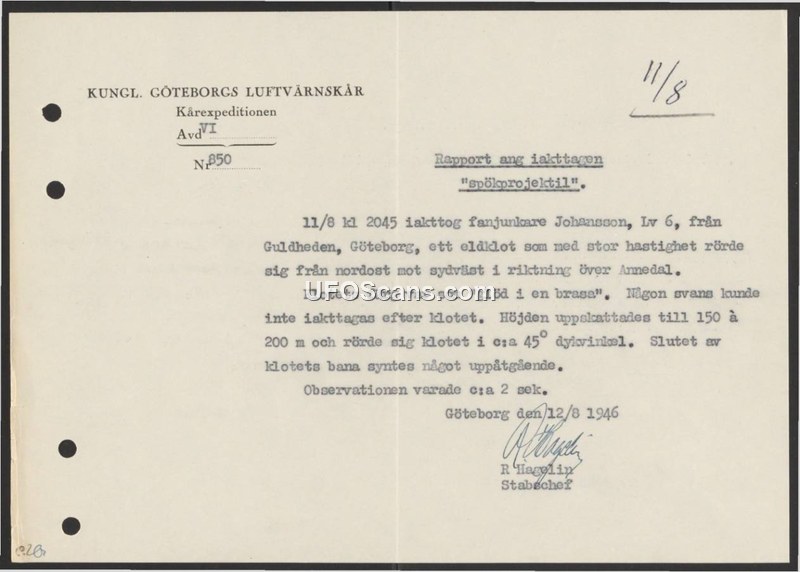 11/8
KUNGL. GÖTEBORGS LUFTVÄRNSKÅR
Kårexpeditionen
Avd VI
Nr 850
Rapport ang iakttagen
"spökprojektil".
11/8 kl 2045 iakttog fanjunkare Johansson, Lv 6, från
Guldheden, Göteborg, ett eldklot som med stor hastighet rörde
sig från nordost mot sydväst i riktning över Annedal.
UFOScans.com
i en brasa". Någon svans kunde
inte iakttagas efter klotet. Höjden uppskattades till 150 à
200 m och rörde sig klotet i c:a 45° dykvinkel. Slutet av
klotets bana syntes något uppåtgående.
Observationen varade c:a 2 sek.
Göteborg den 12/8 1946
R Hagelin
Stabschef